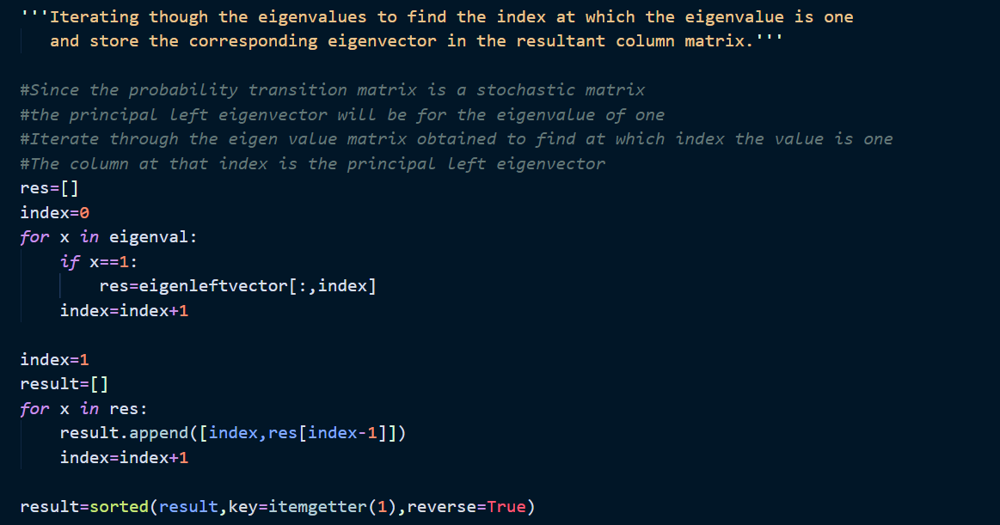 '''Iterating though the eigenvalues to find the index at which the eigenvalue is one
   and store the corresponding eigenvector in the resultant column matrix.'''

#Since the probability transition matrix is a stochastic matrix
#the principal left eigenvector will be for the eigenvalue of one
#Iterate through the eigen value matrix obtained to find at which index the value is one
#The column at that index is the principal left eigenvector
res=[]
index=0
for x in eigenval:
    if x==1:
        res=eigenleftvector[:,index]
    index=index+1

index=1
result=[]
for x in res:
    result.append([index,res[index-1]])
    index=index+1

result=sorted(result,key=itemgetter(1),reverse=True)